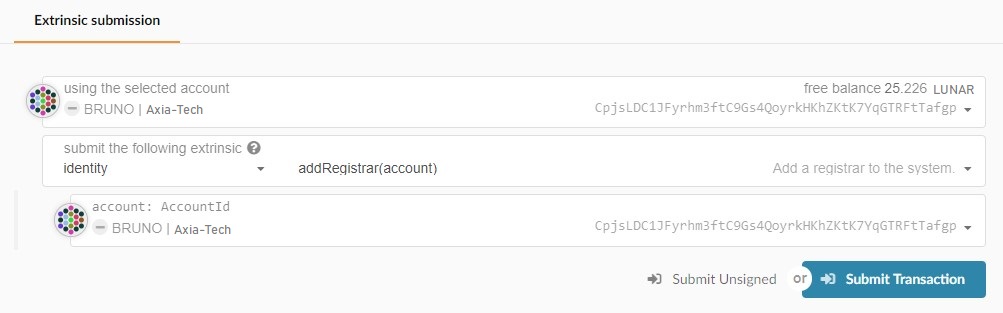 Extrinsic submission
using the selected account
free balance 25.226 LUNAR
BRUNO | Axia-Tech
CpjsLDC1JFyrhm3ftC9Gs4QoyrkHKhZKtK7YqGTRFtTafgp
submit the following extrinsic ?
identity
addRegistrar(account)
Add a registrar to the system.
account: AccountId
BRUNO | Axia-Tech
CpjsLDC1JFyrhm3ftC9Gs4QoyrkHKhZKtK7YqGTRFtTafgp
Submit Unsigned or Submit Transaction